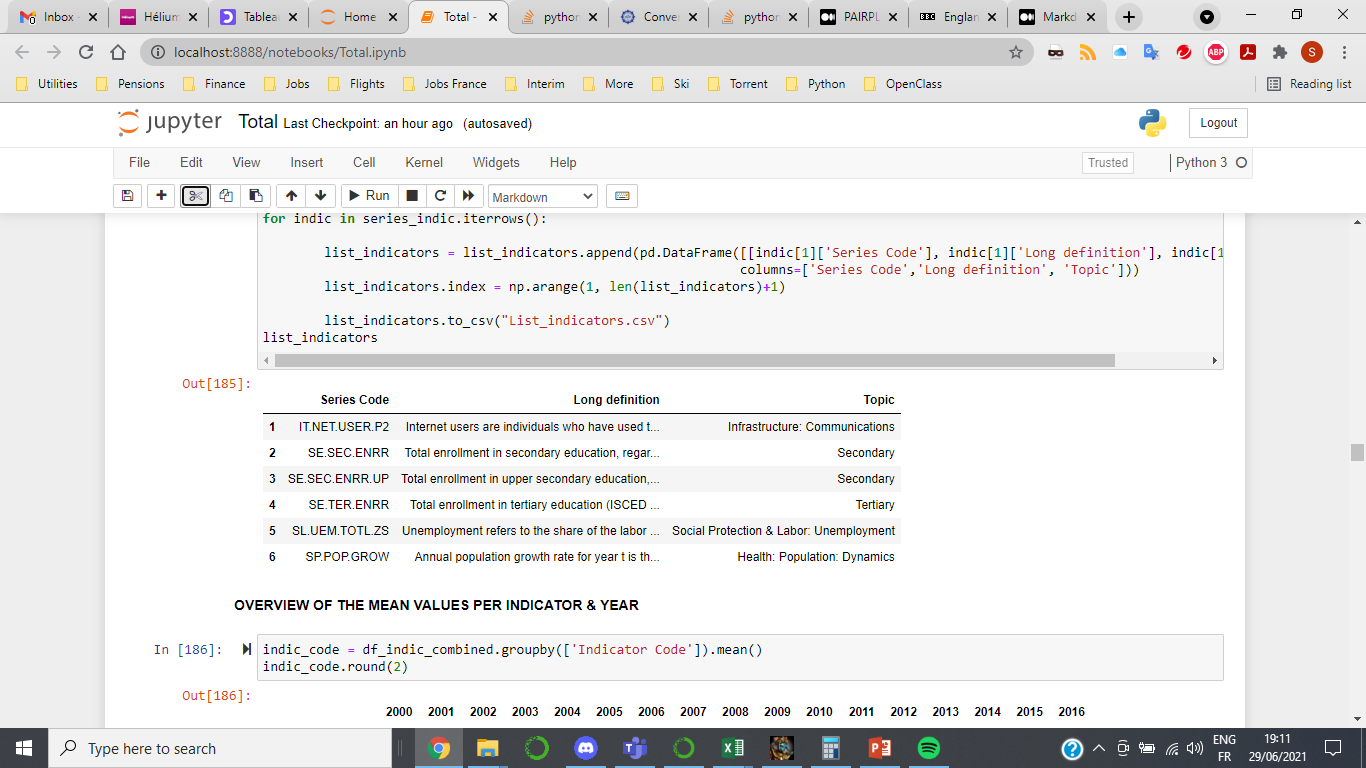 Inbox
Hélium
Tablea
Home
Total -
python
Conve
python
PAIRPL
BBC
Englan
Markd
localhost:8888/notebooks/Total.ipynb
ABP
S
Utilities Pensions Finance Jobs Flights Jobs France Interim More Ski Torrent Python OpenClass Reading list
jupyter Total Last Checkpoint: an hour ago (autosaved) Logout
File Edit View Insert Cell Kernel Widgets Help Trusted Python 3
Run Markdown
for indic in series_indic.iterrows():
list_indicators = list_indicators.append(pd.DataFrame([[indic[1]['Series Code'], indic[1]['Long definition'], indic[1
columns=['Series Code','Long definition', 'Topic']))
list_indicators.index = np.arange(1, len(list_indicators)+1)
list_indicators.to_csv("List_indicators.csv")
list_indicators
Out[185]:
Series Code Long definition Topic
1 IT.NET.USER.P2 Internet users are individuals who have used t... Infrastructure: Communications
2 SE.SEC.ENRR Total enrollment in secondary education, regar... Secondary
3 SE.SEC.ENRR.UP Total enrollment in upper secondary education,... Secondary
4 SE.TER.ENRR Total enrollment in tertiary education (ISCED ... Tertiary
5 SL.UEM.TOTL.ZS Unemployment refers to the share of the labor ... Social Protection & Labor: Unemployment
6 SP.POP.GROW Annual population growth rate for year t is th... Health: Population: Dynamics
OVERVIEW OF THE MEAN VALUES PER INDICATOR & YEAR
In [186]: indic_code = df_indic_combined.groupby(['Indicator Code']).mean()
indic_code.round(2)
Out[186]:
2000 2001 2002 2003 2004 2005 2006 2007 2008 2009 2010 2011 2012 2013 2014 2015 2016
Type here to search
ENG 19:11
FR 29/06/2021